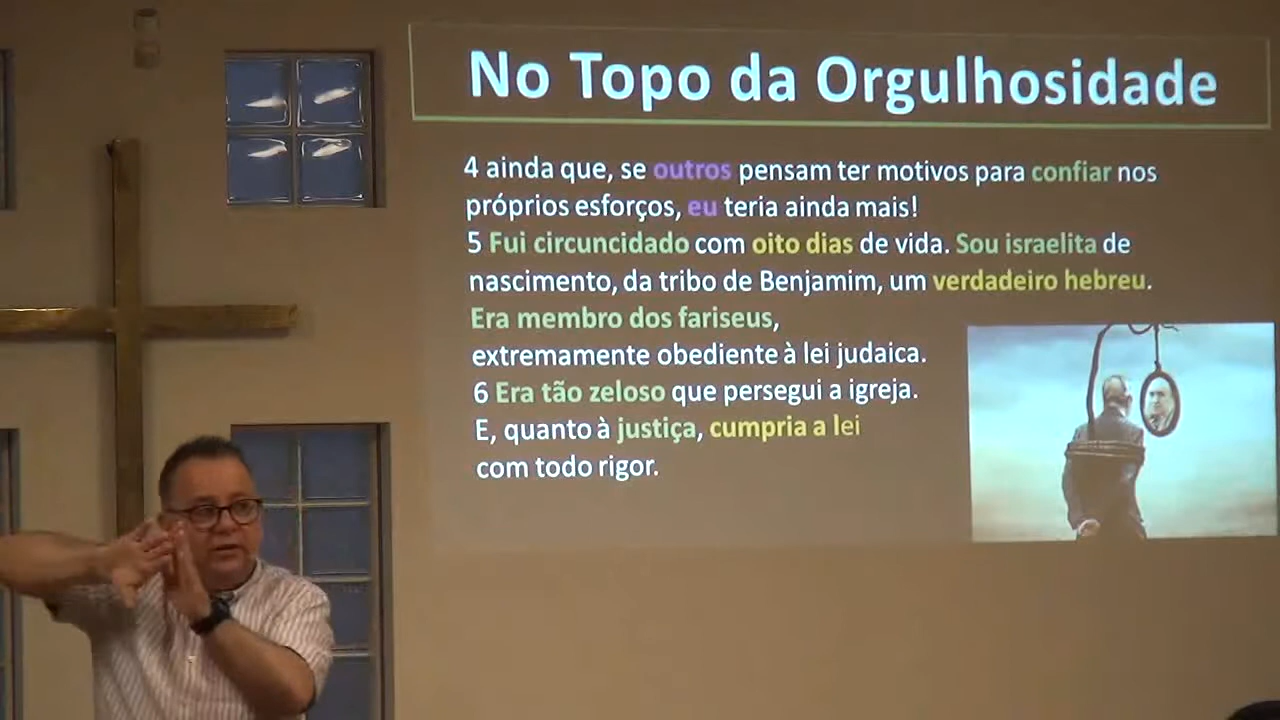 No Topo da Orgulhosidade
4 ainda que, se outros pensam ter motivos para confiar nos
próprios esforços, eu teria ainda mais!
5 Fui circuncidado com oito dias de vida. Sou israelita de
nascimento, da tribo de Benjamim, um verdadeiro hebreu.
Era membro dos fariseus,
extremamente obediente à lei judaica.
6 Era tão zeloso que persegui a igreja.
E, quanto à justiça, cumpria a lei
com todo rigor.